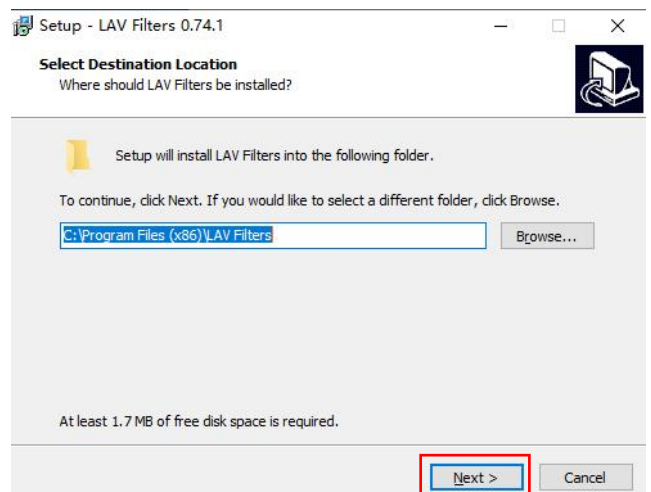 Setup - LAV Filters 0.74.1
Select Destination Location
Where should LAV Filters be installed?
Setup will install LAV Filters into the following folder.
To continue, click Next. If you would like to select a different folder, click Browse.
C:\Program Files (x86)\LAV Filters
Browse...
At least 1.7 MB of free disk space is required.
Next >
Cancel